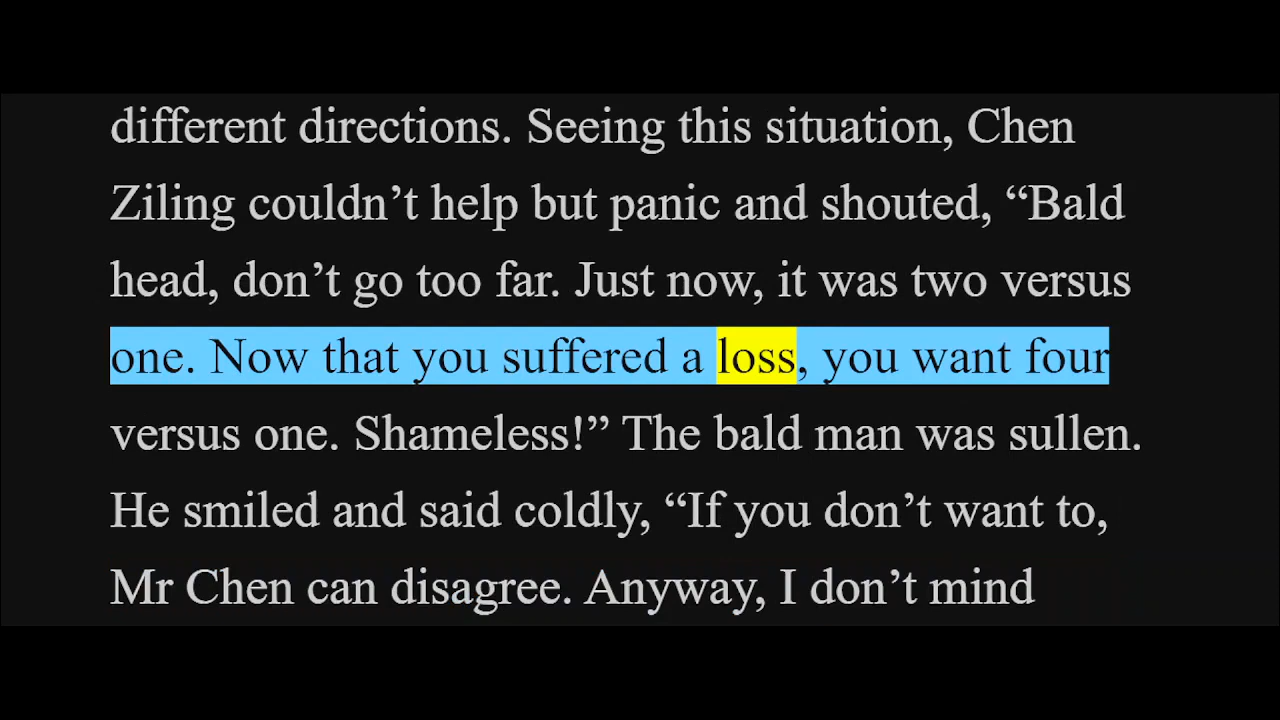 different directions. Seeing this situation, Chen
Ziling couldn’t help but panic and shouted, “Bald
head, don’t go too far. Just now, it was two versus
one. Now that you suffered a loss, you want four
versus one. Shameless!” The bald man was sullen.
He smiled and said coldly, “If you don’t want to,
Mr Chen can disagree. Anyway, I don’t mind